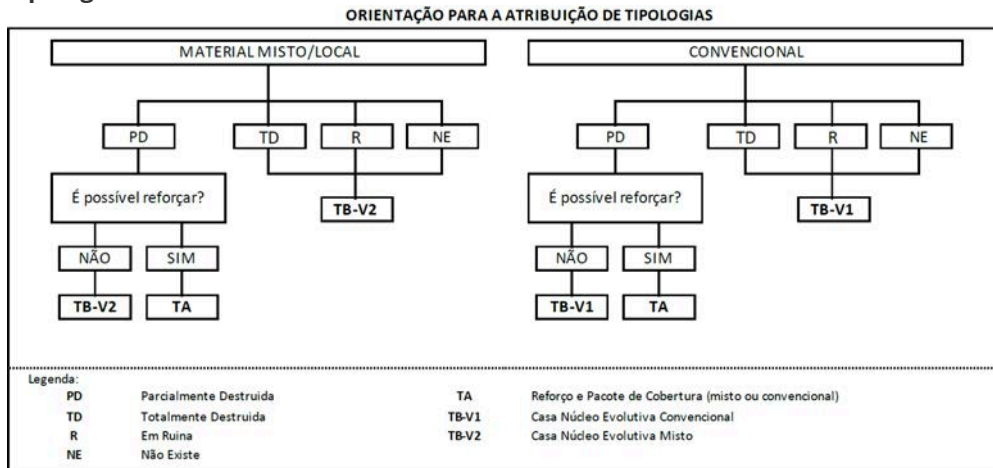 ORIENTAÇÃO PARA A ATRIBUIÇÃO DE TIPOLOGIAS
MATERIAL MISTO/LOCAL
CONVENCIONAL
PD TD R NE
PD TD R NE
É possível reforçar?
TB-V2
É possível reforçar?
TB-V1
NÃO SIM
NÃO SIM
TB-V2 TA
TB-V1 TA
Legenda:
PD Parcialmente Destruida TA Reforço e Pacote de Cobertura (misto ou convencional)
TD Totalmente Destruida TB-V1 Casa Núcleo Evolutiva Convencional
R Em Ruina TB-V2 Casa Núcleo Evolutiva Misto
NE Não Existe